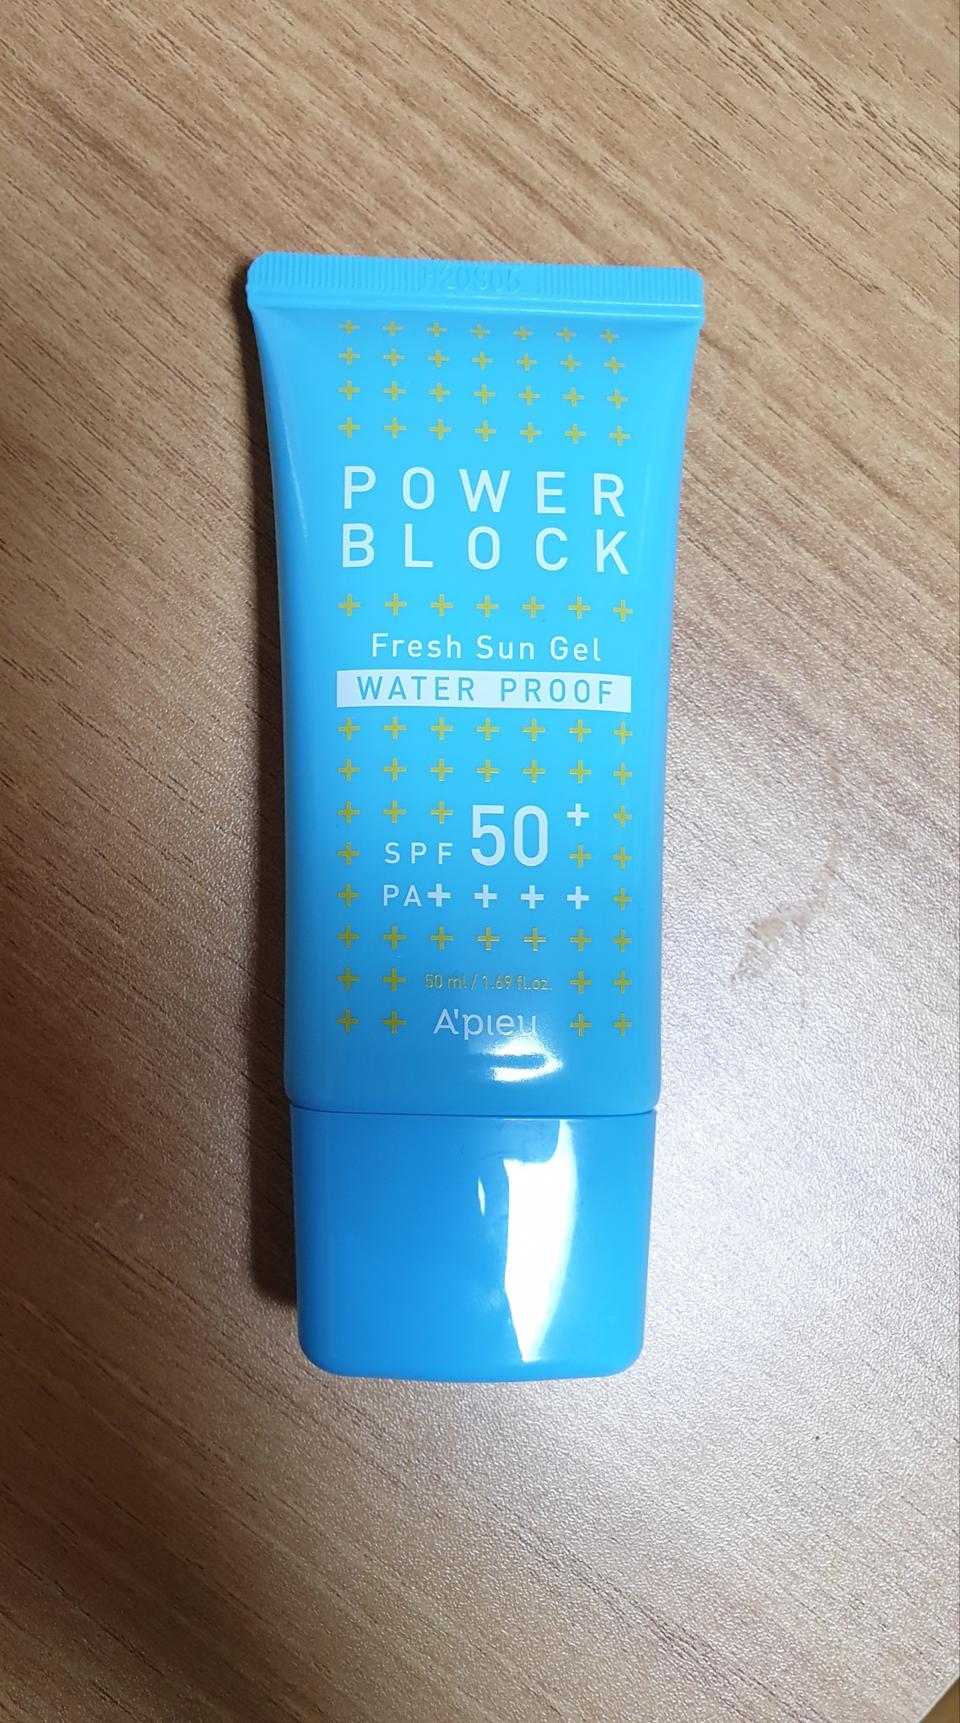 POWER
BLOCK
Fresh Sun Gel
WATER PROOF
SPF 50+
PA++++
50 ml / 1.69 fl.oz.
A'pieu